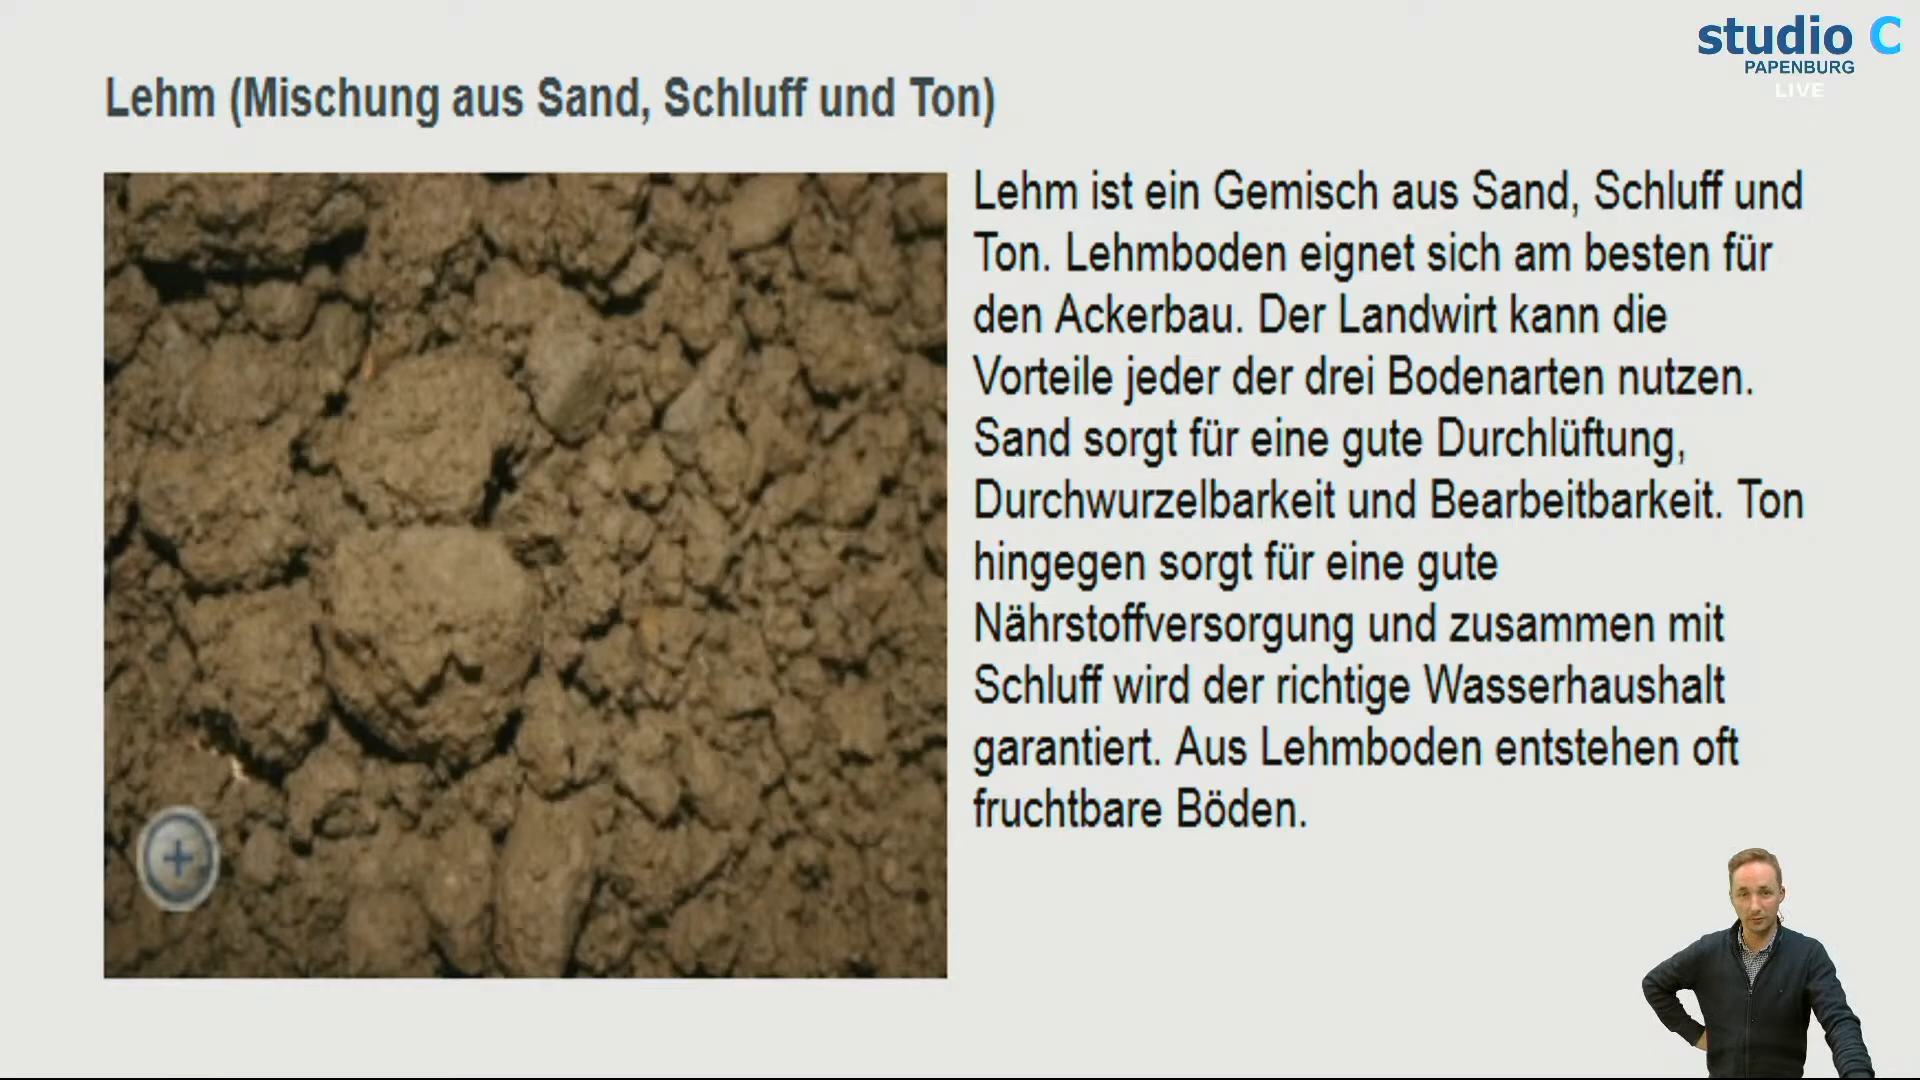 studio C
PAPENBURG
LIVE
Lehm (Mischung aus Sand, Schluff und Ton)
Lehm ist ein Gemisch aus Sand, Schluff und
Ton. Lehmboden eignet sich am besten für
den Ackerbau. Der Landwirt kann die
Vorteile jeder der drei Bodenarten nutzen.
Sand sorgt für eine gute Durchlüftung,
Durchwurzelbarkeit und Bearbeitbarkeit. Ton
hingegen sorgt für eine gute
Nährstoffversorgung und zusammen mit
Schluff wird der richtige Wasserhaushalt
garantiert. Aus Lehmboden entstehen oft
fruchtbare Böden.